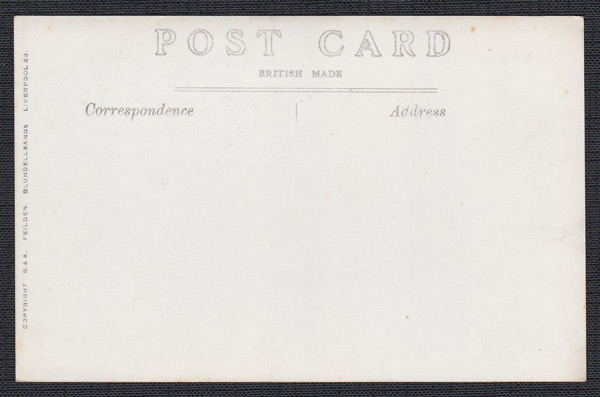 POST CARD
BRITISH MADE
Correspondence
Address
COPYRIGHT B.& A. FEILDEN. BLUNDELLSANDS LIVERPOOL 23.